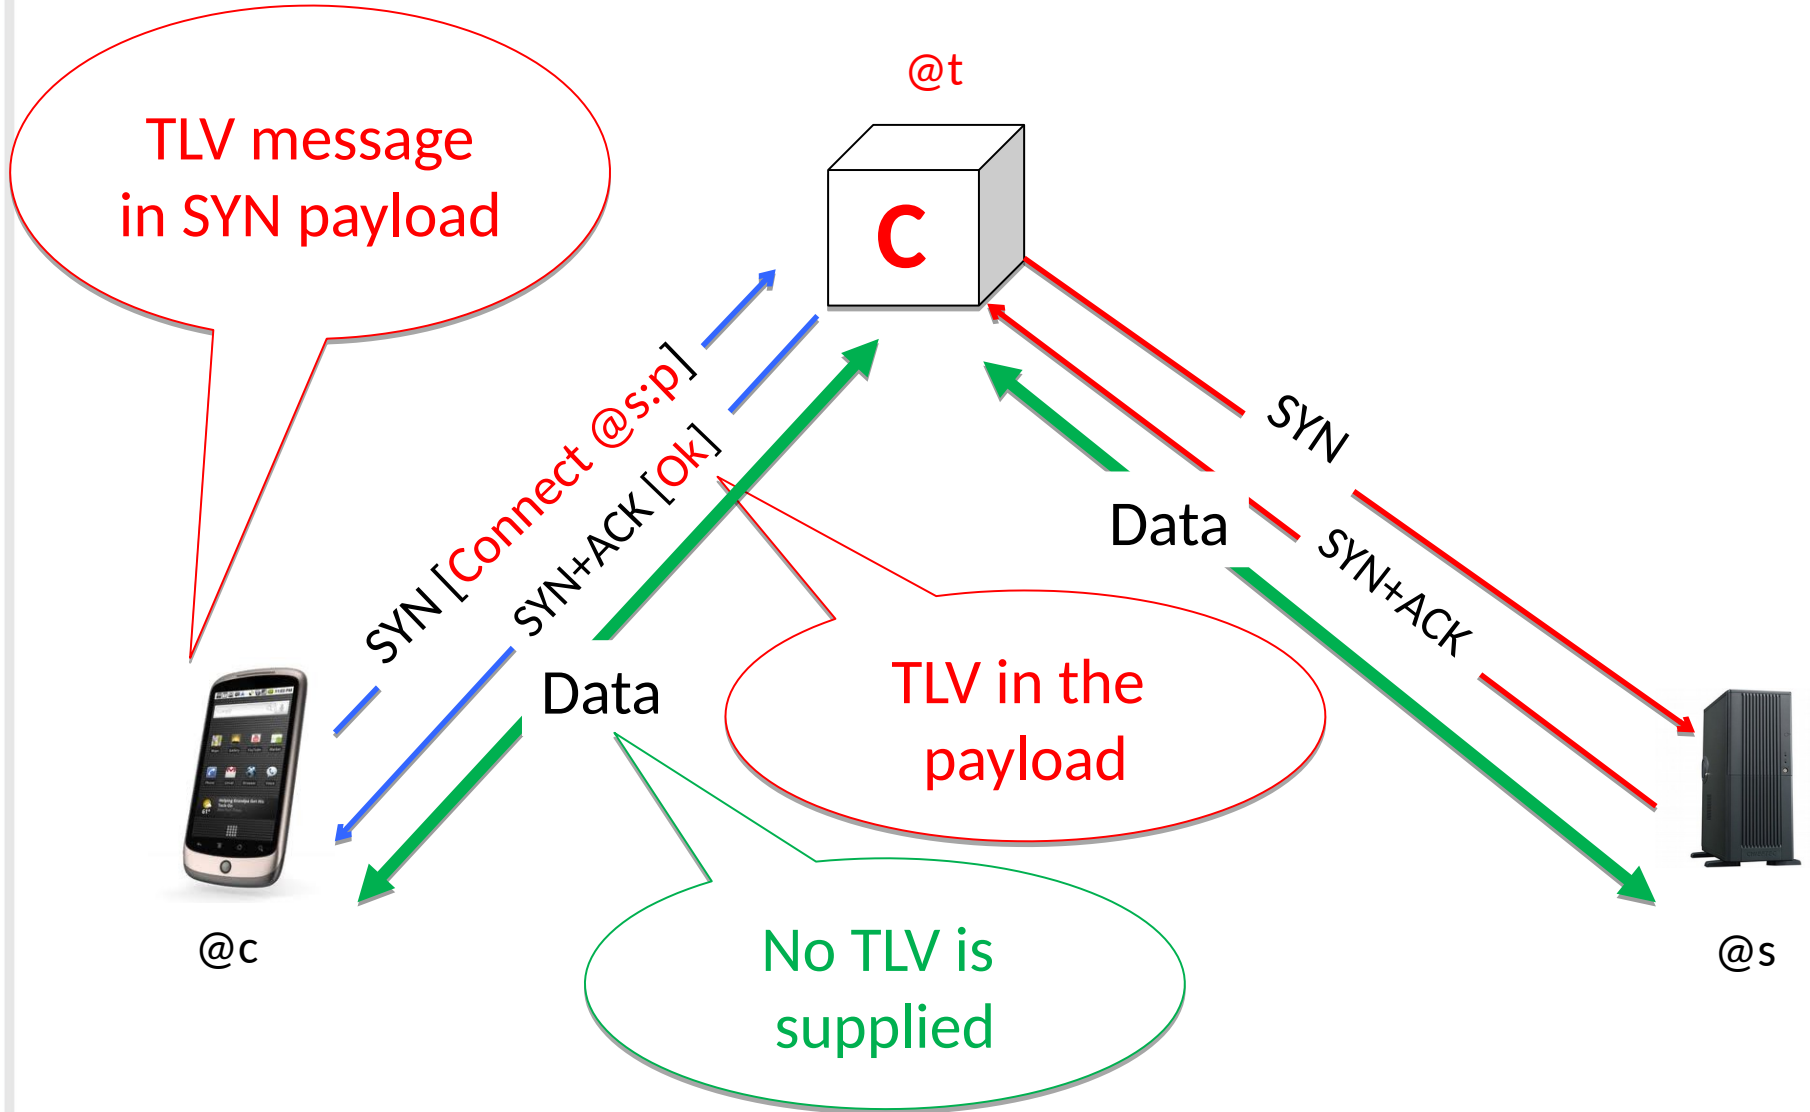 @t
TLV message
in SYN payload
C
SYN [Connect @s:p]
SYN+ACK [Ok]
SYN
SYN+ACK
Data
Data
TLV in the
payload
No TLV is
supplied
@c
@s